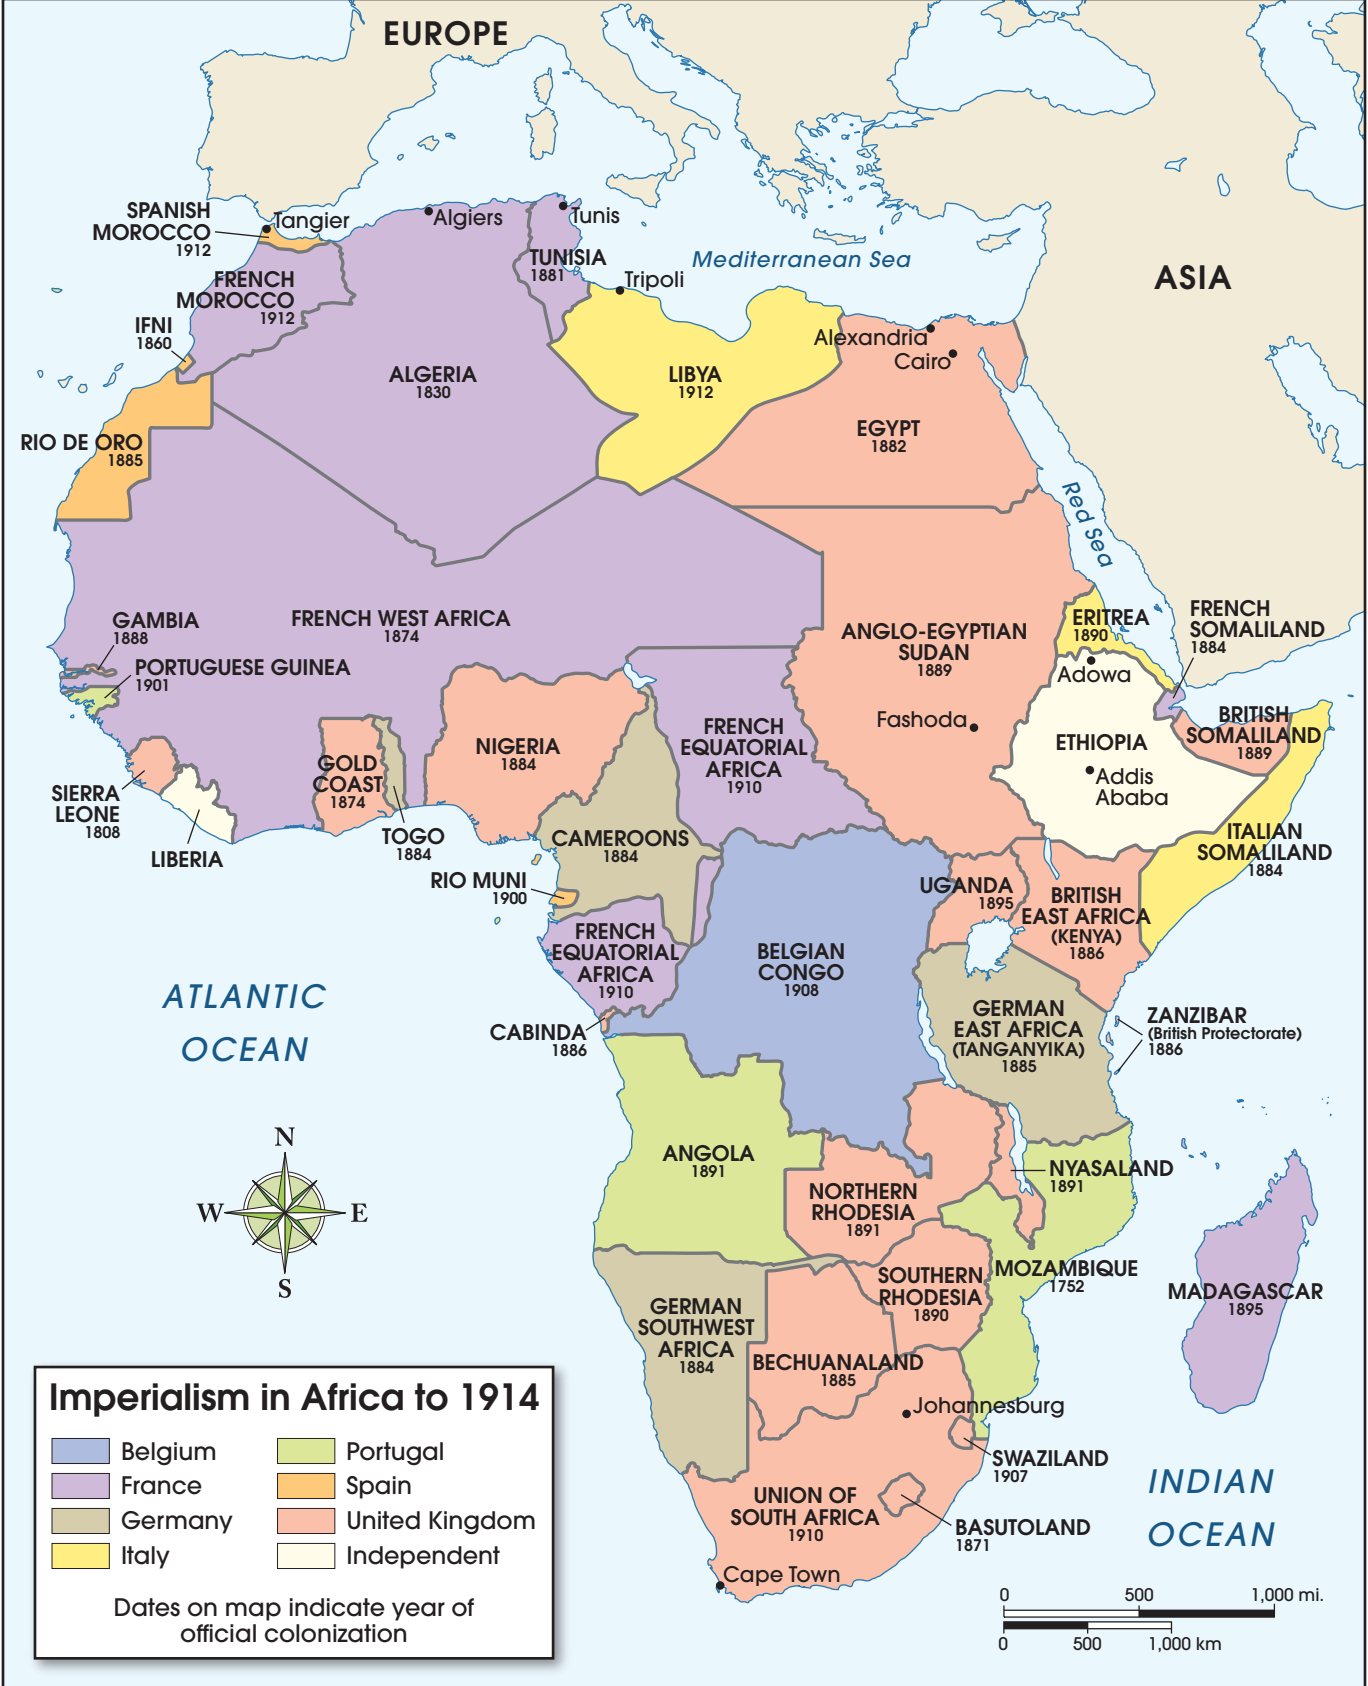 EUROPE
ASIA
SPANISH
MOROCCO
1912
Tangier
Algiers
Tunis
TUNISIA
1881
Tripoli
Mediterranean Sea
FRENCH
MOROCCO
1912
IFNI
1860
ALGERIA
1830
LIBYA
1912
Alexandria
Cairo
EGYPT
1882
RIO DE ORO
1885
Red Sea
GAMBIA
1888
FRENCH WEST AFRICA
1874
PORTUGUESE GUINEA
1901
ANGLO-EGYPTIAN
SUDAN
1889
Fashoda
ERITREA
1890
Adowa
FRENCH
SOMALILAND
1884
BRITISH
SOMALILAND
1889
ETHIOPIA
Addis
Ababa
ITALIAN
SOMALILAND
1884
NIGERIA
1884
GOLD
COAST
1874
FRENCH
EQUATORIAL
AFRICA
1910
SIERRA
LEONE
1808
LIBERIA
TOGO
1884
CAMEROONS
1884
RIO MUNI
1900
UGANDA
1895
BRITISH
EAST AFRICA
(KENYA)
1886
FRENCH
EQUATORIAL
AFRICA
1910
BELGIAN
CONGO
1908
ATLANTIC
OCEAN
CABINDA
1886
GERMAN
EAST AFRICA
(TANGANYIKA)
1885
ZANZIBAR
(British Protectorate)
1886
ANGOLA
1891
NYASALAND
1891
NORTHERN
RHODESIA
1891
N
W
E
S
MOZAMBIQUE
1752
SOUTHERN
RHODESIA
1890
MADAGASCAR
1895
GERMAN
SOUTHWEST
AFRICA
1884
BECHUANALAND
1885
Johannesburg
SWAZILAND
1907
UNION OF
SOUTH AFRICA
1910
BASUTOLAND
1871
INDIAN
OCEAN
Cape Town
Imperialism in Africa to 1914
Belgium
France
Germany
Italy
Portugal
Spain
United Kingdom
Independent
Dates on map indicate year of
official colonization
0 500 1,000 mi.
0 500 1,000 km